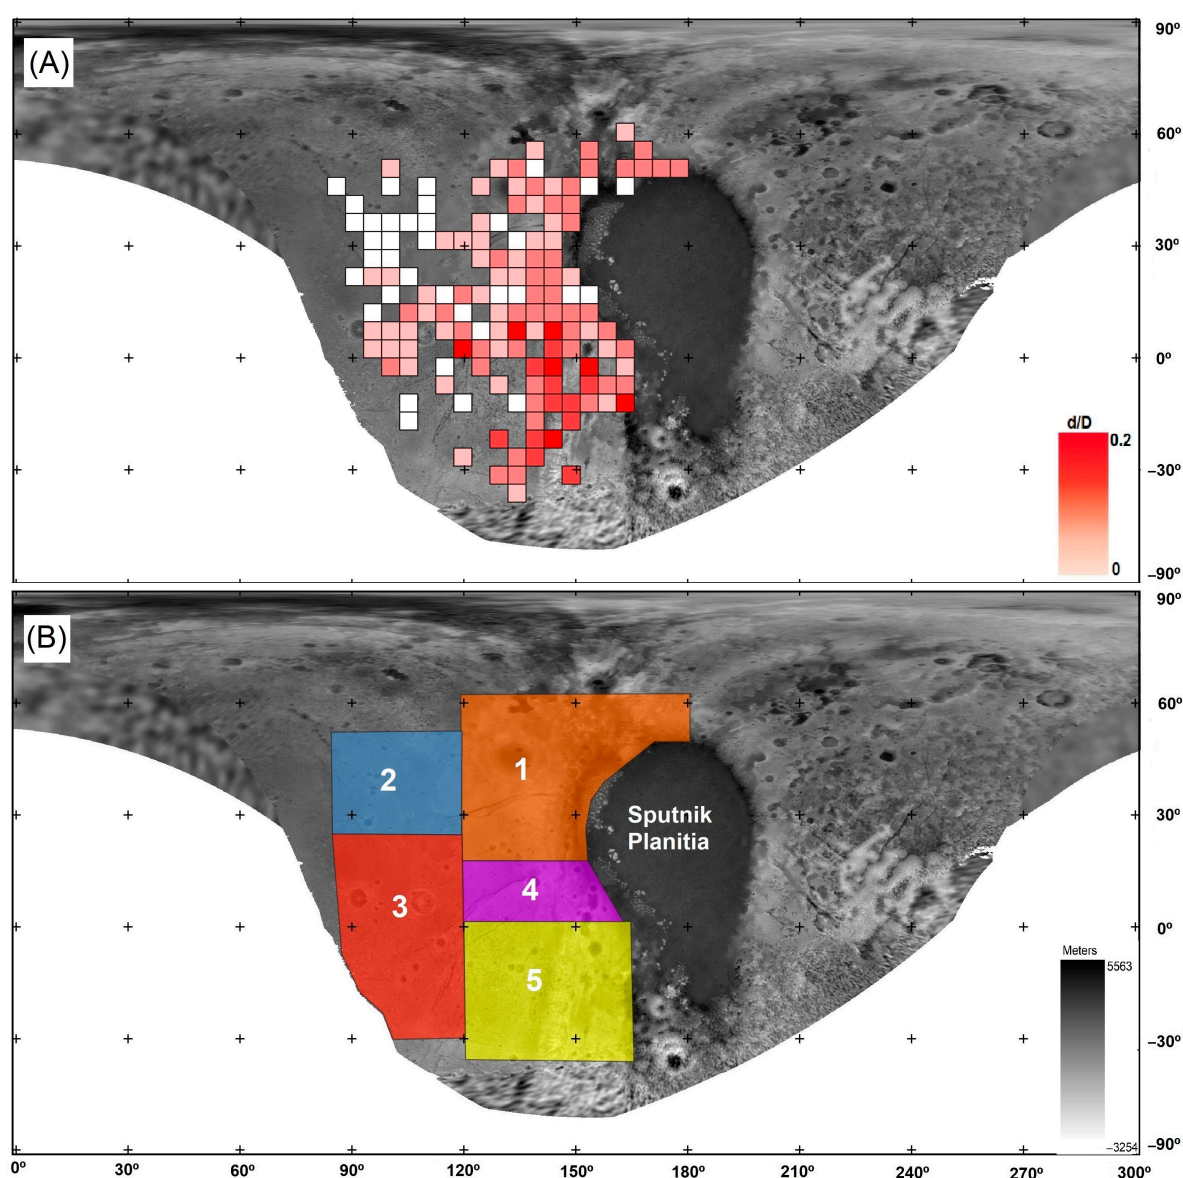 (A)
90º
60º
30º
0º
−30º
−90º
d/D
0.2
0
(B)
90º
60º
30º
0º
−30º
−90º
1
2
3
4
5
Sputnik
Planitia
Meters
5563
−3254
0º
30º
60º
90º
120º
150º
180º
210º
240º
270º
300º